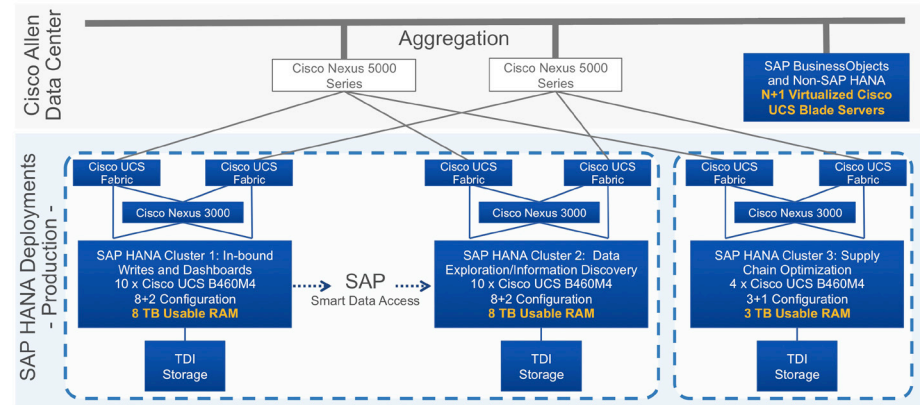 Cisco Allen
Data Center
Aggregation
Cisco Nexus 5000
Series
Cisco Nexus 5000
Series
SAP BusinessObjects
and Non-SAP HANA
N+1 Virtualized Cisco
UCS Blade Servers
SAP HANA Deployments
- Production -
Cisco UCS
Fabric
Cisco UCS
Fabric
Cisco Nexus 3000
SAP HANA Cluster 1: In-bound
Writes and Dashboards
10 x Cisco UCS B460M4
8+2 Configuration
8 TB Usable RAM
TDI
Storage
SAP
Smart Data Access
Cisco UCS
Fabric
Cisco UCS
Fabric
Cisco Nexus 3000
SAP HANA Cluster 2: Data
Exploration/Information Discovery
10 x Cisco UCS B460M4
8+2 Configuration
8 TB Usable RAM
TDI
Storage
Cisco UCS
Fabric
Cisco UCS
Fabric
Cisco Nexus 3000
SAP HANA Cluster 3: Supply
Chain Optimization
4 x Cisco UCS B460M4
3+1 Configuration
3 TB Usable RAM
TDI
Storage